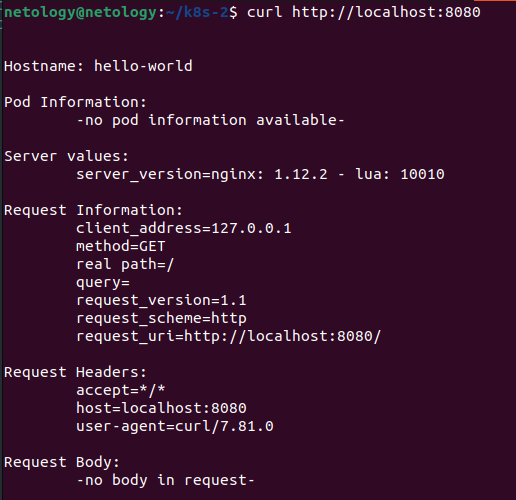 netology@netology:~/k8s-2$ curl http://localhost:8080
Hostname: hello-world
Pod Information:
-no pod information available-
Server values:
server_version=nginx: 1.12.2 - lua: 10010
Request Information:
client_address=127.0.0.1
method=GET
real path=/
query=
request_version=1.1
request_scheme=http
request_uri=http://localhost:8080/
Request Headers:
accept=*/*
host=localhost:8080
user-agent=curl/7.81.0
Request Body:
-no body in request-